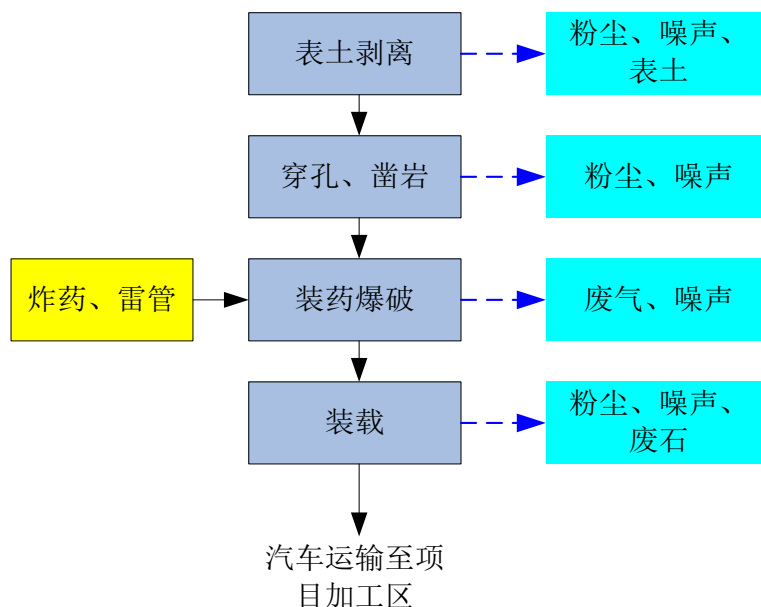 表土剥离
粉尘、噪声、
表土
穿孔、凿岩
粉尘、噪声
炸药、雷管
装药爆破
废气、噪声
装载
粉尘、噪声、
废石
汽车运输至项
目加工区